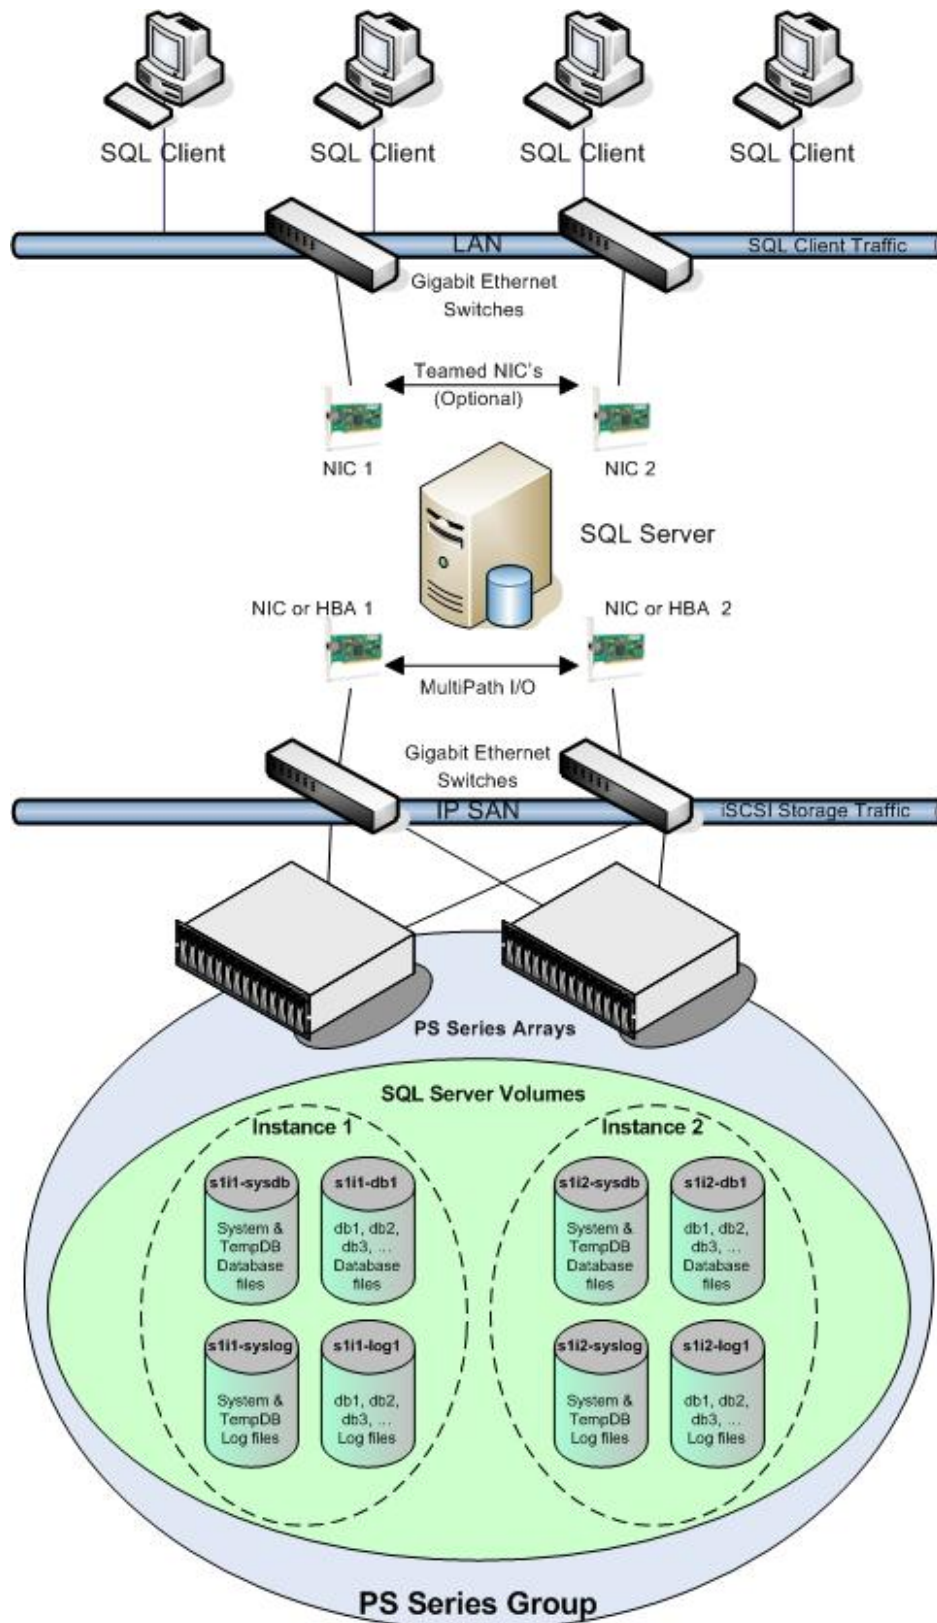 SQL Client
SQL Client
SQL Client
SQL Client
LAN
SQL Client Traffic
Gigabit Ethernet
Switches
Teamed NIC's
(Optional)
NIC 1
NIC 2
SQL Server
NIC or HBA 1
NIC or HBA 2
MultiPath I/O
Gigabit Ethernet
Switches
IP SAN
iSCSI Storage Traffic
PS Series Arrays
SQL Server Volumes
Instance 1
Instance 2
s1i1-sysdb
System &
TempDB
Database
files
s1i1-db1
db1, db2,
db3, ...
Database
files
s1i2-sysdb
System &
TempDB
Database
files
s1i2-db1
db1, db2,
db3, ...
Database
files
s1i1-syslog
System &
TempDB
Log files
s1i1-log1
db1, db2,
db3, ...
Log files
s1i2-syslog
System &
TempDB
Log files
s1i2-log1
db1, db2,
db3, ...
Log files
PS Series Group